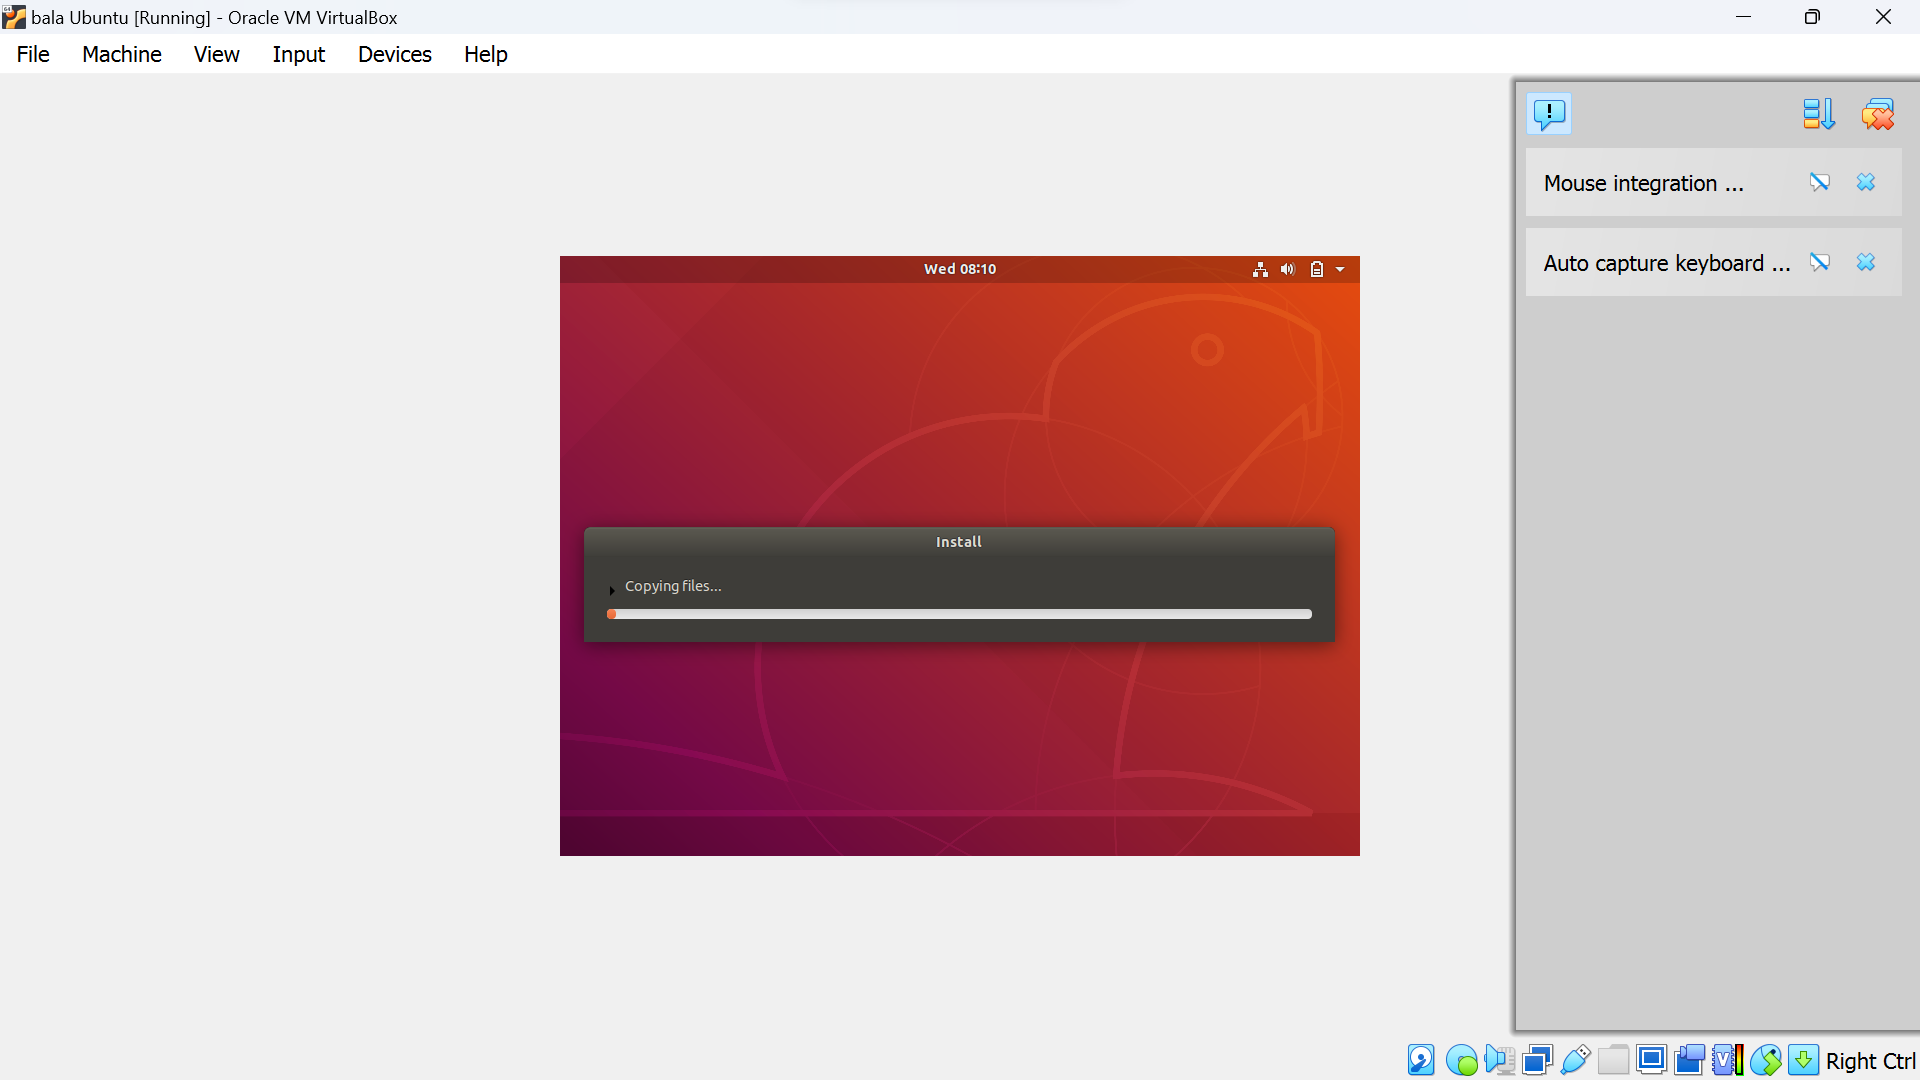 bala Ubuntu [Running] - Oracle VM VirtualBox
File Machine View Input Devices Help
Mouse integration ...
Auto capture keyboard ...
Wed 08:10
Install
Copying files...
Right Ctrl